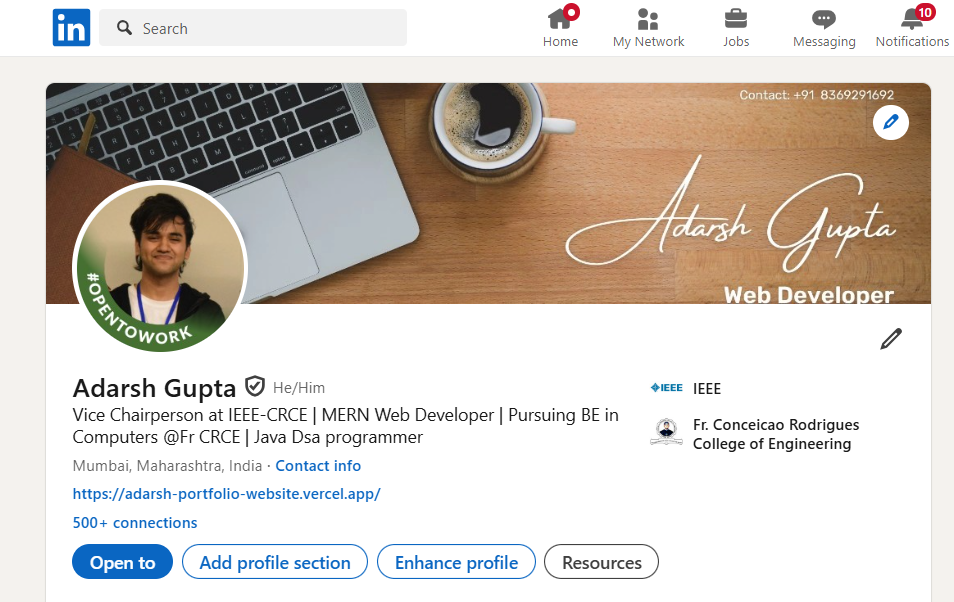 in
Search
Home
My Network
Jobs
Messaging
10
Notifications
Contact: +91 8369291692
Adarsh Gupta
Web Developer
#OPENTOWORK
Adarsh Gupta He/Him
Vice Chairperson at IEEE-CRCE | MERN Web Developer | Pursuing BE in
Computers @Fr CRCE | Java Dsa programmer
Mumbai, Maharashtra, India · Contact info
https://adarsh-portfolio-website.vercel.app/
500+ connections
IEEE IEEE
Fr. Conceicao Rodrigues
College of Engineering
Open to
Add profile section
Enhance profile
Resources